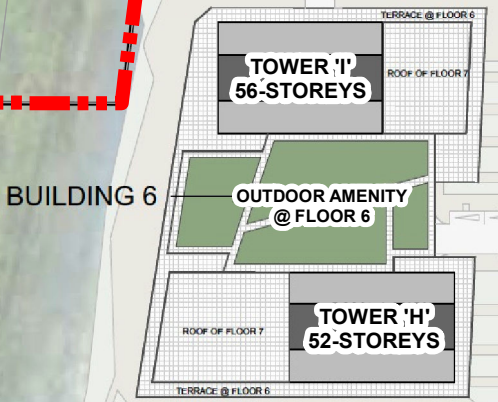 TERRACE @ FLOOR 6
TOWER 'I'
56-STOREYS
ROOF OF FLOOR 7
BUILDING 6
OUTDOOR AMENITY
@ FLOOR 6
TOWER 'H'
52-STOREYS
ROOF OF FLOOR 7
TERRACE @ FLOOR 6